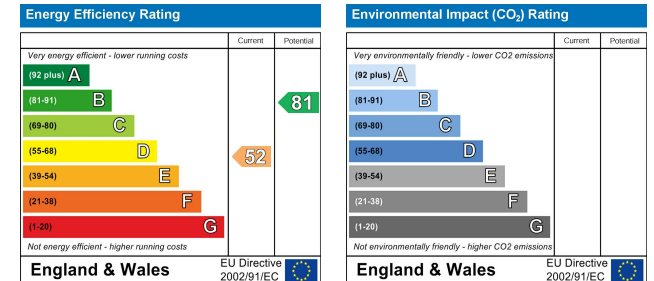 Energy Efficiency Rating
Current Potential
Very energy efficient - lower running costs
(92 plus) A
(81-91) B
81
(69-80) C
(55-68) D
52
(39-54) E
(21-38) F
(1-20) G
Not energy efficient - higher running costs
England & Wales
EU Directive
2002/91/EC
Environmental Impact (CO₂) Rating
Current Potential
Very environmentally friendly - lower CO2 emissions
(92 plus) A
(81-91) B
(69-80) C
(55-68) D
(39-54) E
(21-38) F
(1-20) G
Not environmentally friendly - higher CO2 emissions
England & Wales
EU Directive
2002/91/EC